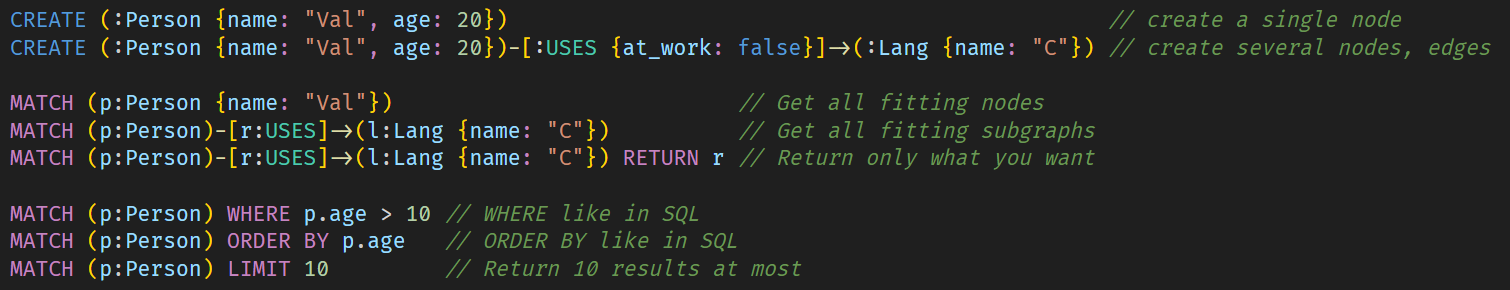 CREATE (:Person {name: "Val", age: 20}) // create a single node
CREATE (:Person {name: "Val", age: 20})-[:USES {at_work: false}]->(:Lang {name: "C"}) // create several nodes, edges
MATCH (p:Person {name: "Val"}) // Get all fitting nodes
MATCH (p:Person)-[r:USES]->(l:Lang {name: "C"}) // Get all fitting subgraphs
MATCH (p:Person)-[r:USES]->(l:Lang {name: "C"}) RETURN r // Return only what you want
MATCH (p:Person) WHERE p.age > 10 // WHERE like in SQL
MATCH (p:Person) ORDER BY p.age // ORDER BY like in SQL
MATCH (p:Person) LIMIT 10 // Return 10 results at most